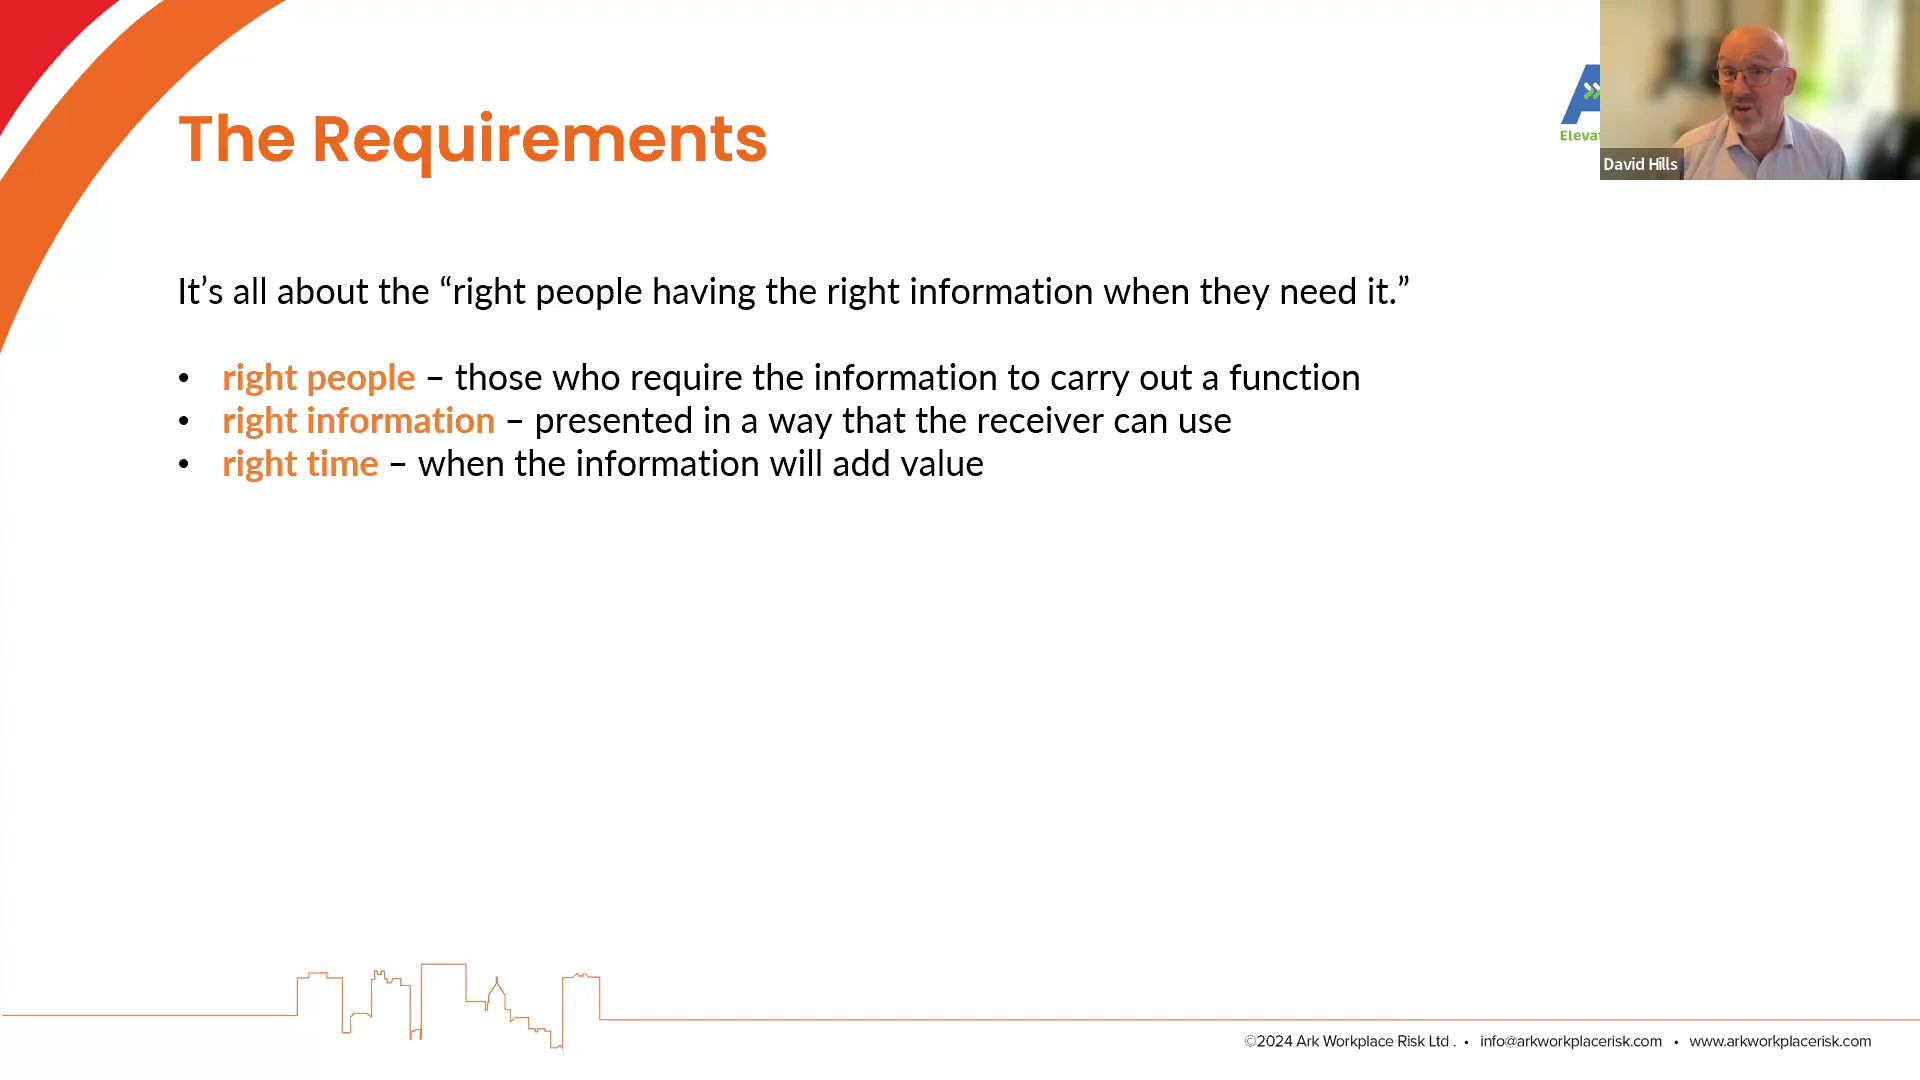 The Requirements
David Hills
It’s all about the “right people having the right information when they need it.”
• right people – those who require the information to carry out a function
• right information – presented in a way that the receiver can use
• right time – when the information will add value
©2024 Ark Workplace Risk Ltd . • info@arkworkplacerisk.com • www.arkworkplacerisk.com